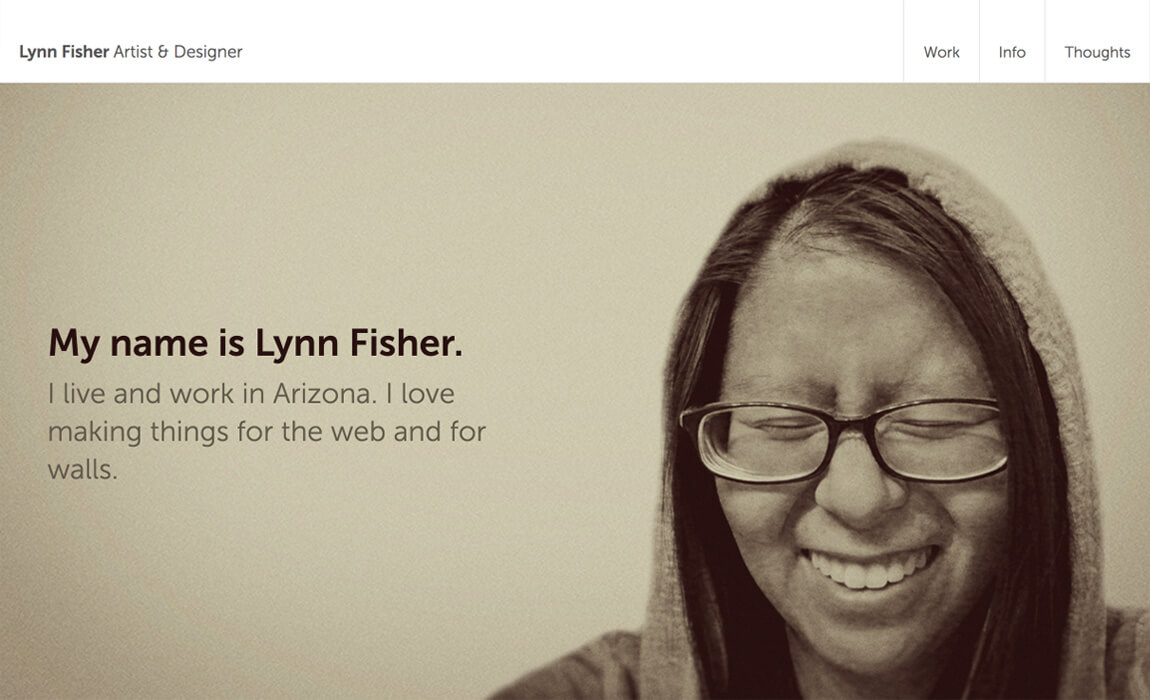 Lynn Fisher Artist & Designer
Work
Info
Thoughts
My name is Lynn Fisher.
I live and work in Arizona. I love
making things for the web and for
walls.